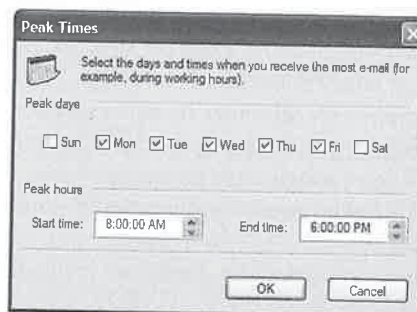 Peak Times
Select the days and times when you receive the most e-mail (for
example, during working hours).
Peak days
Sun Mon Tue Wed Thu Fri Sat
Peak hours
Start time: 8:00:00 AM End time: 6:00:00 PM
OK Cancel